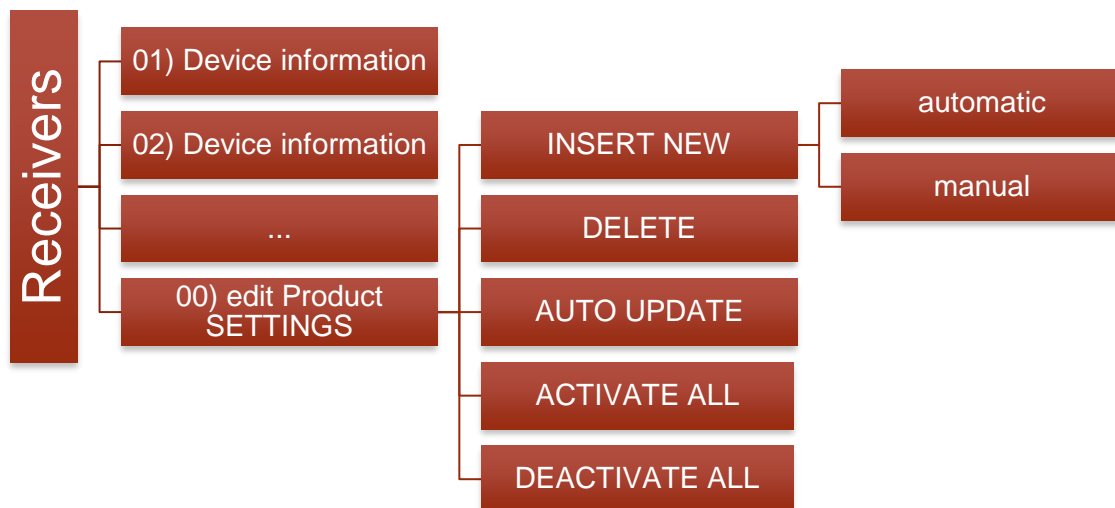 Receivers
01) Device information
02) Device information
...
00) edit Product
SETTINGS
INSERT NEW
DELETE
AUTO UPDATE
ACTIVATE ALL
DEACTIVATE ALL
automatic
manual